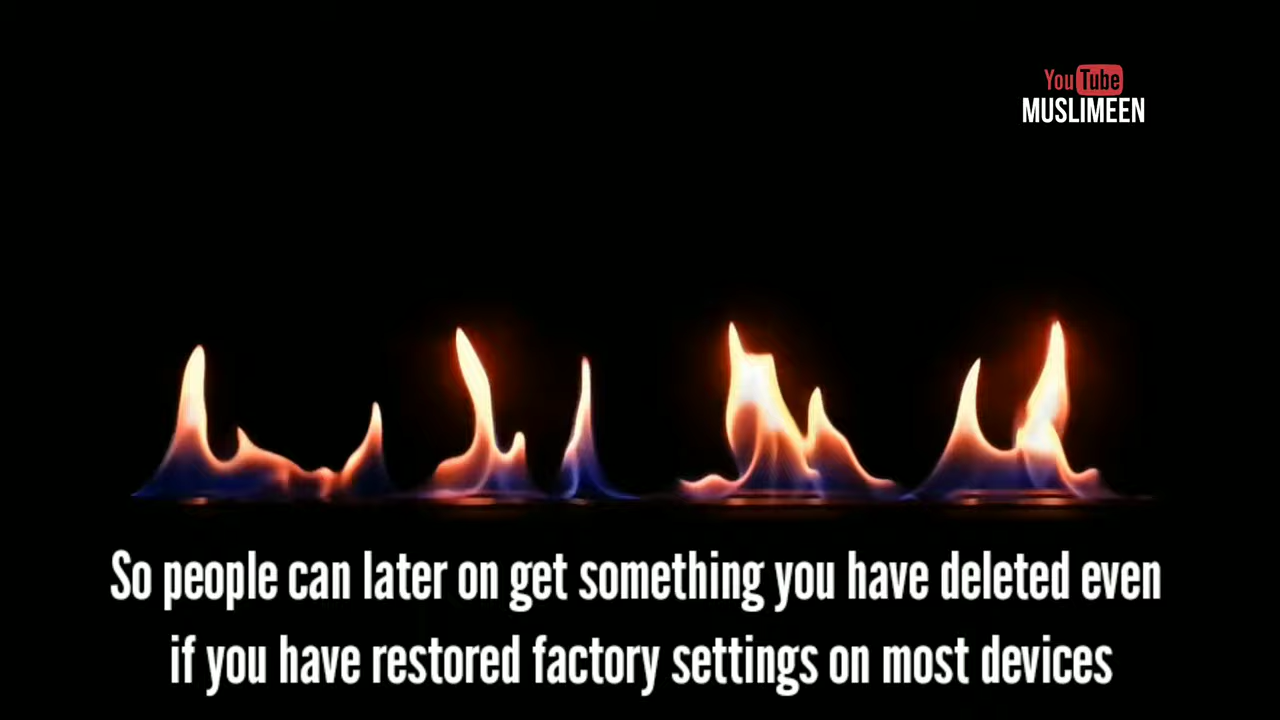 YouTube
MUSLIMEEN
So people can later on get something you have deleted even
if you have restored factory settings on most devices